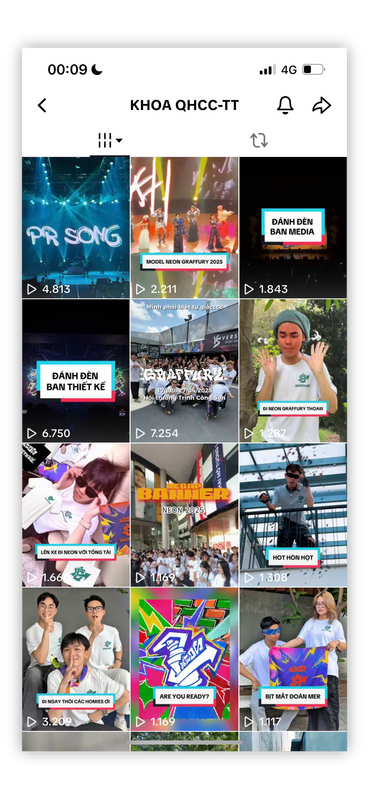 00:09
4G
KHOA QHCC-TT
PR SONG
4.813
MODEL NEON GRAFFURY 2025
2.211
ĐÁNH ĐÈN
BAN MEDIA
1.843
ĐÁNH ĐÈN
BAN THIẾT KẾ
6.750
Mình phải biết tự giác
GRAFFURY
Hội trường Trịnh Công Sơn
7.254
ĐI NEON GRAFFURY THOAII
1.287
LÊN XE ĐI NEON VỚI TỔNG TÀI
RECAP
BANNER
NEON 2025
1.169
HOT HÒN HỌT
1.308
ĐI NGAY THÔI CÁC HOMIES ƠI
3.209
ARE YOU READY?
1.169
BỊT MẮT ĐOÁN MER
1.117